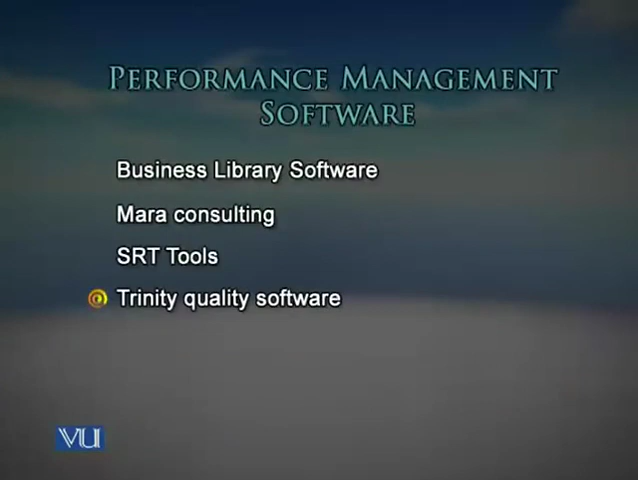 PERFORMANCE MANAGEMENT
SOFTWARE
Business Library Software
Mara consulting
SRT Tools
Trinity quality software
VU